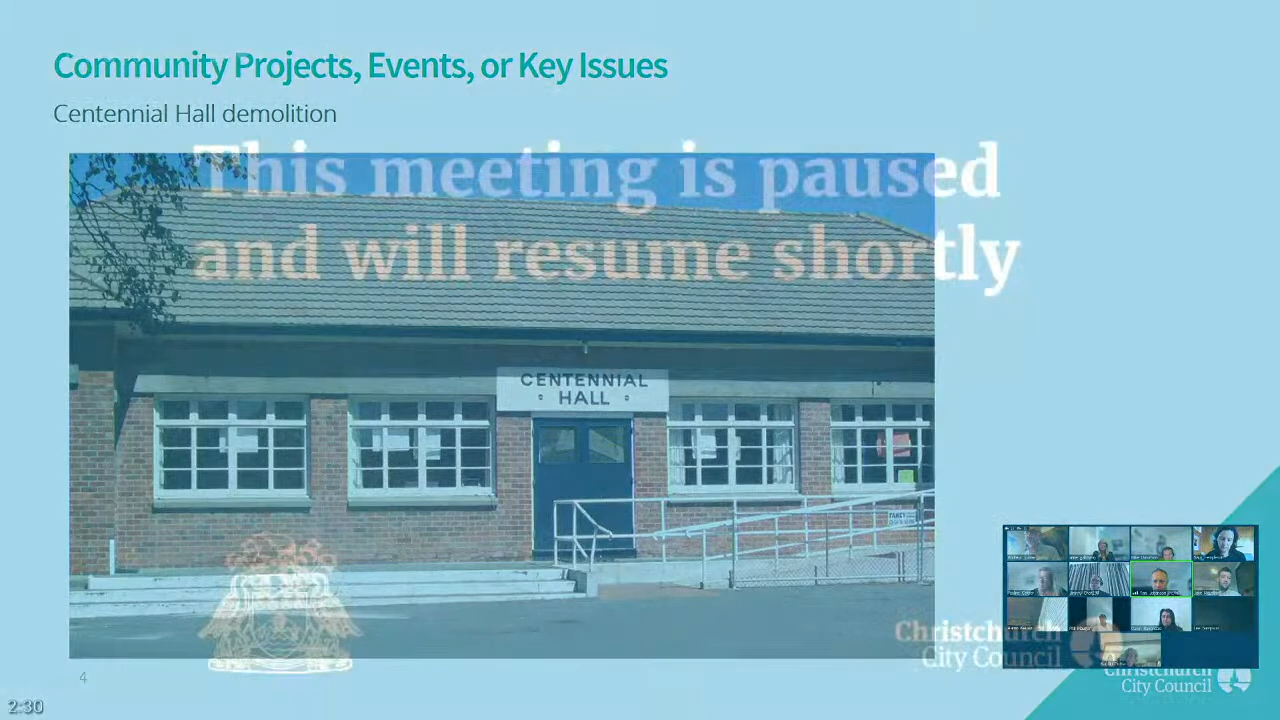 Community Projects, Events, or Key Issues
Centennial Hall demolition
This meeting is paused
and will resume shortly
CENTENNIAL
HALL
Christchurch
City Council
Christchurch
City Council
4
2:30